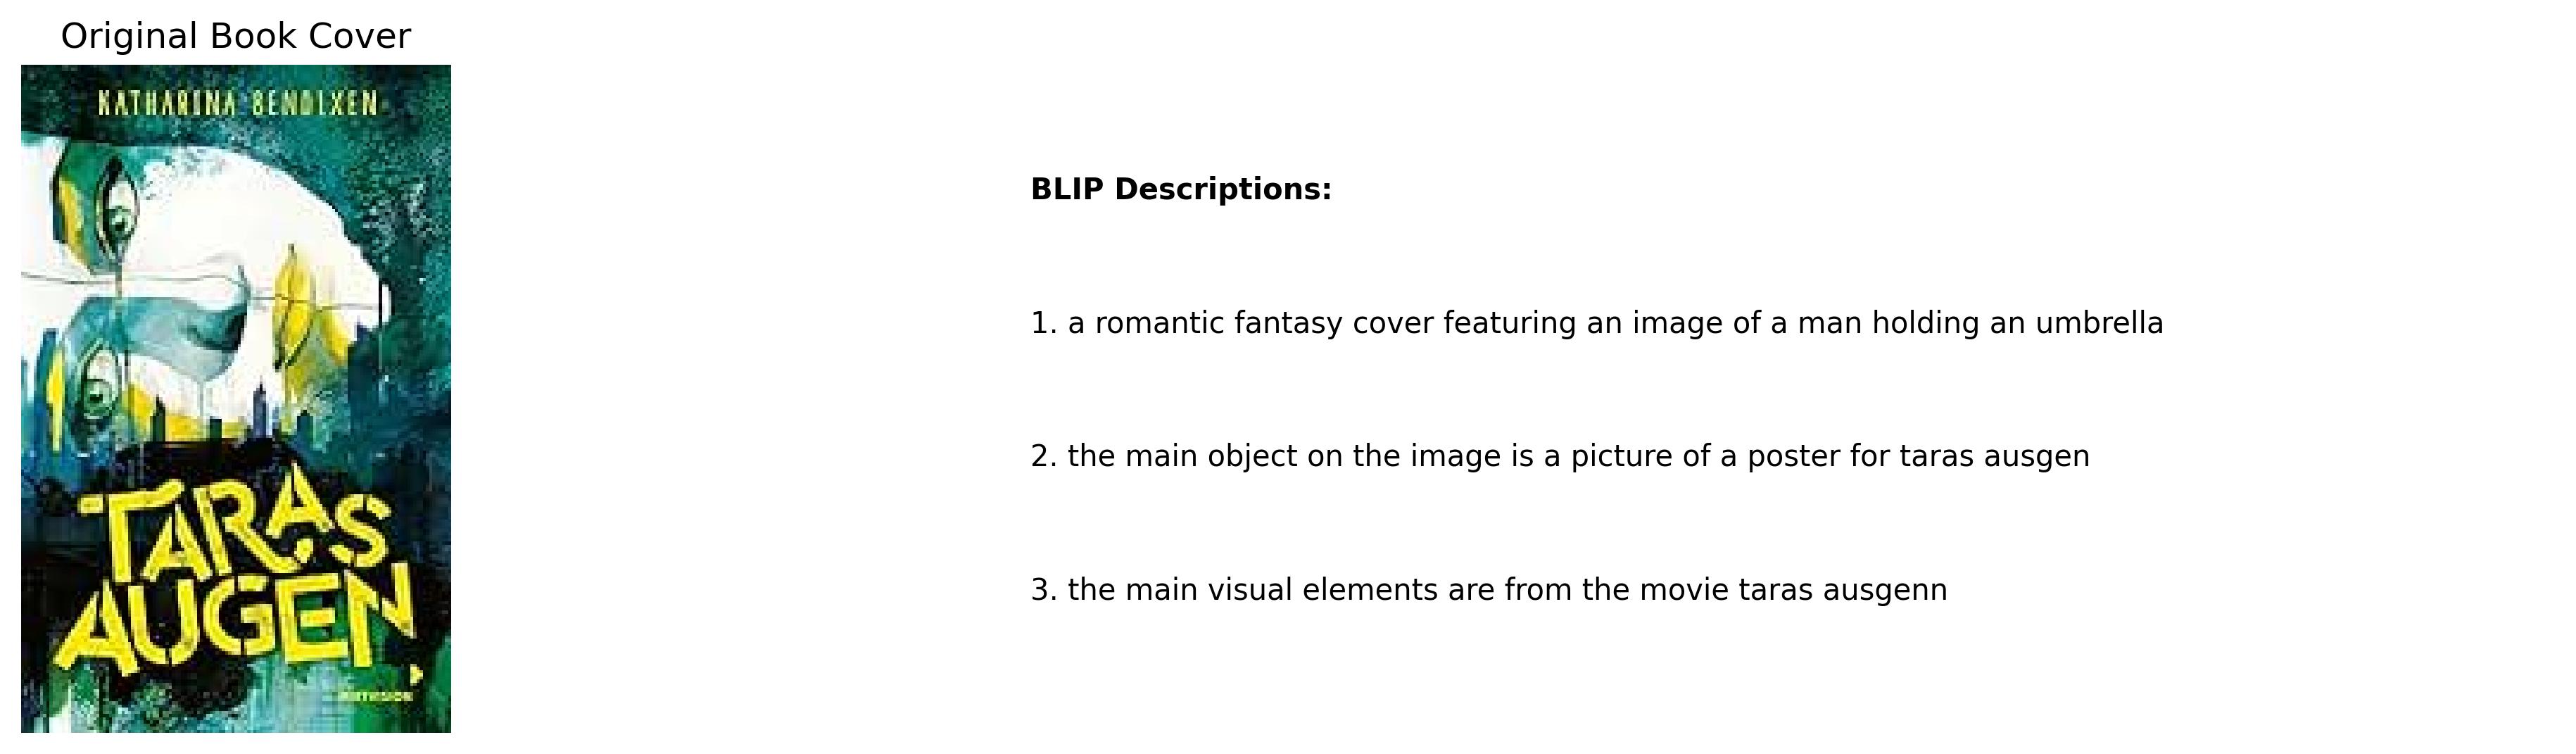 Original Book Cover
KATHARINA BENDIXEN
TARAS
AUGEN
MIXTVISION
BLIP Descriptions:
1. a romantic fantasy cover featuring an image of a man holding an umbrella
2. the main object on the image is a picture of a poster for taras ausgen
3. the main visual elements are from the movie taras ausgenn